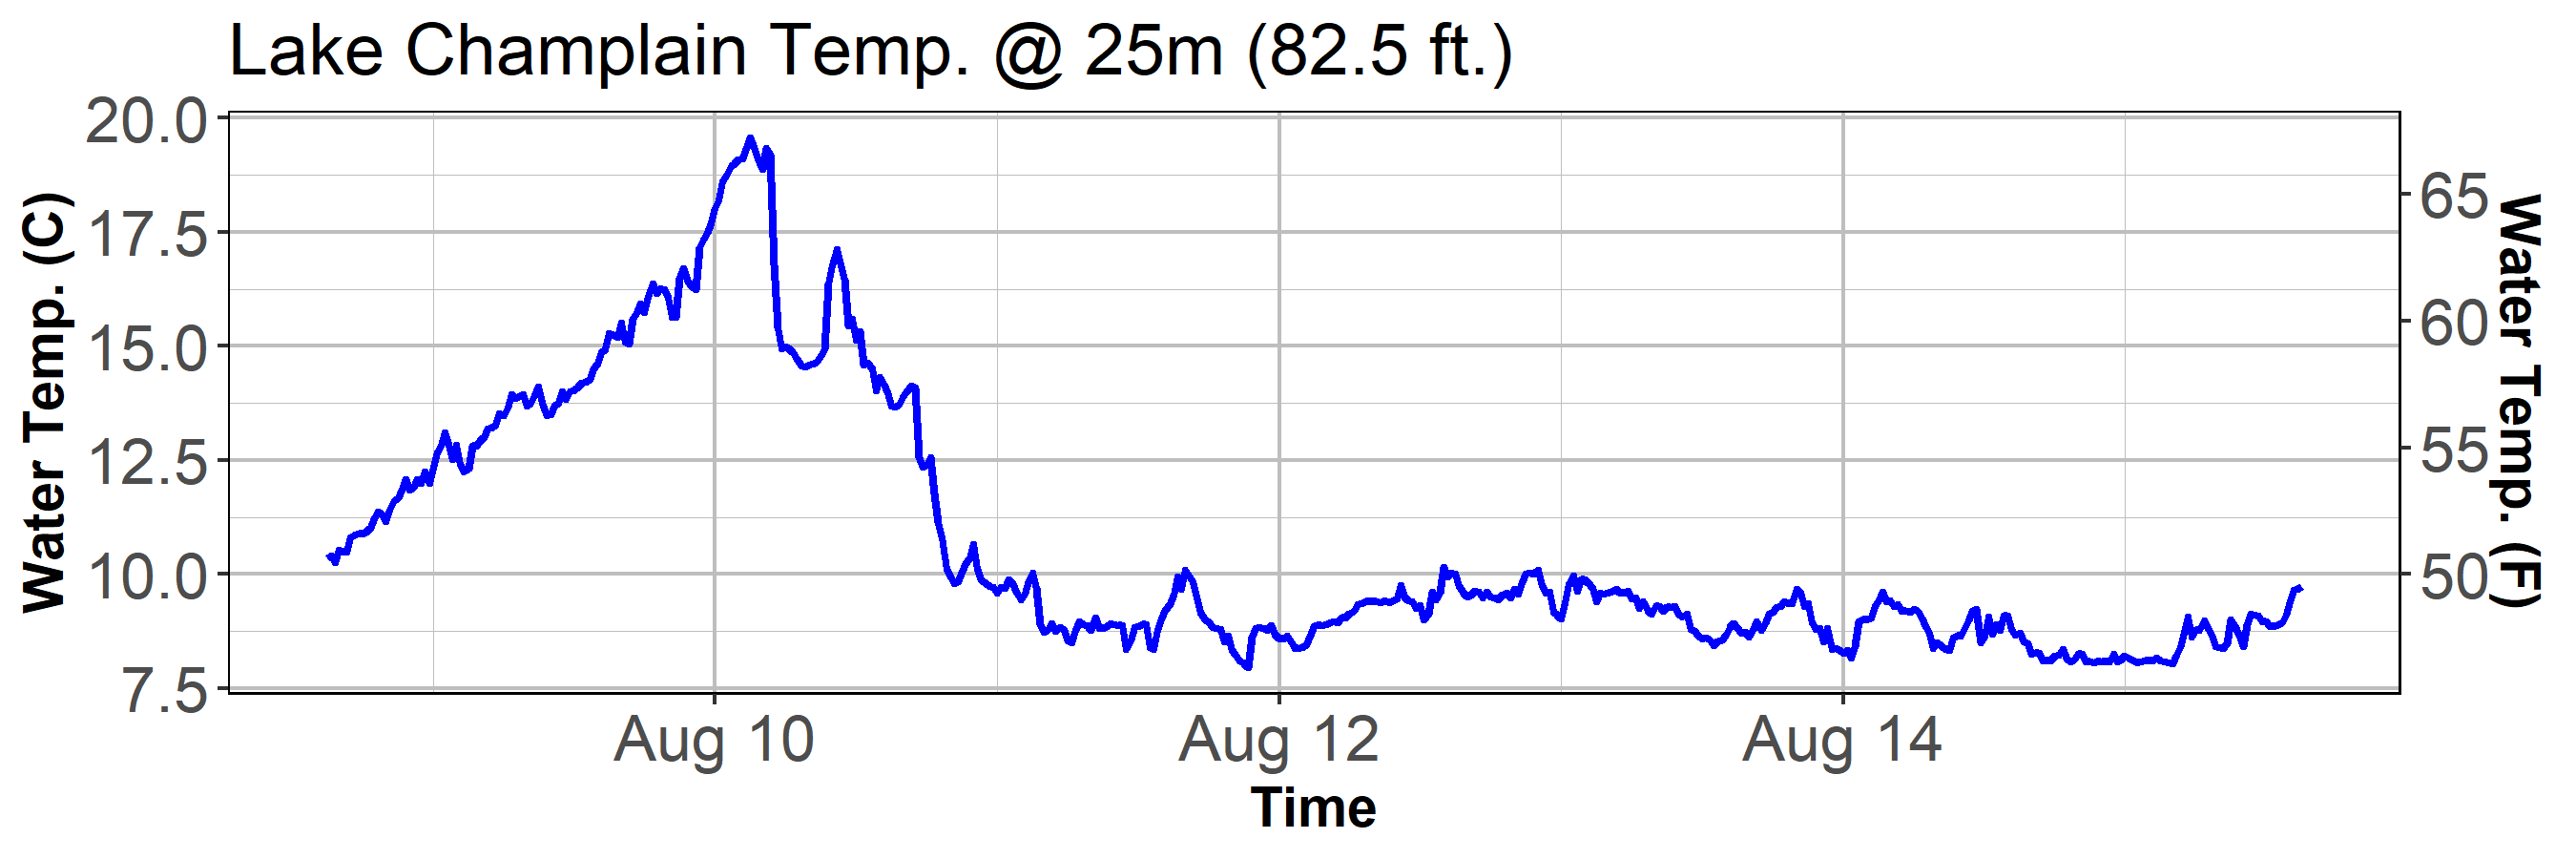 Lake Champlain Temp. @ 25m (82.5 ft.)
Water Temp. (C)
20.0
17.5
15.0
12.5
10.0
7.5
65
60
55
50
Water Temp. (F)
Aug 10 Aug 12 Aug 14
Time